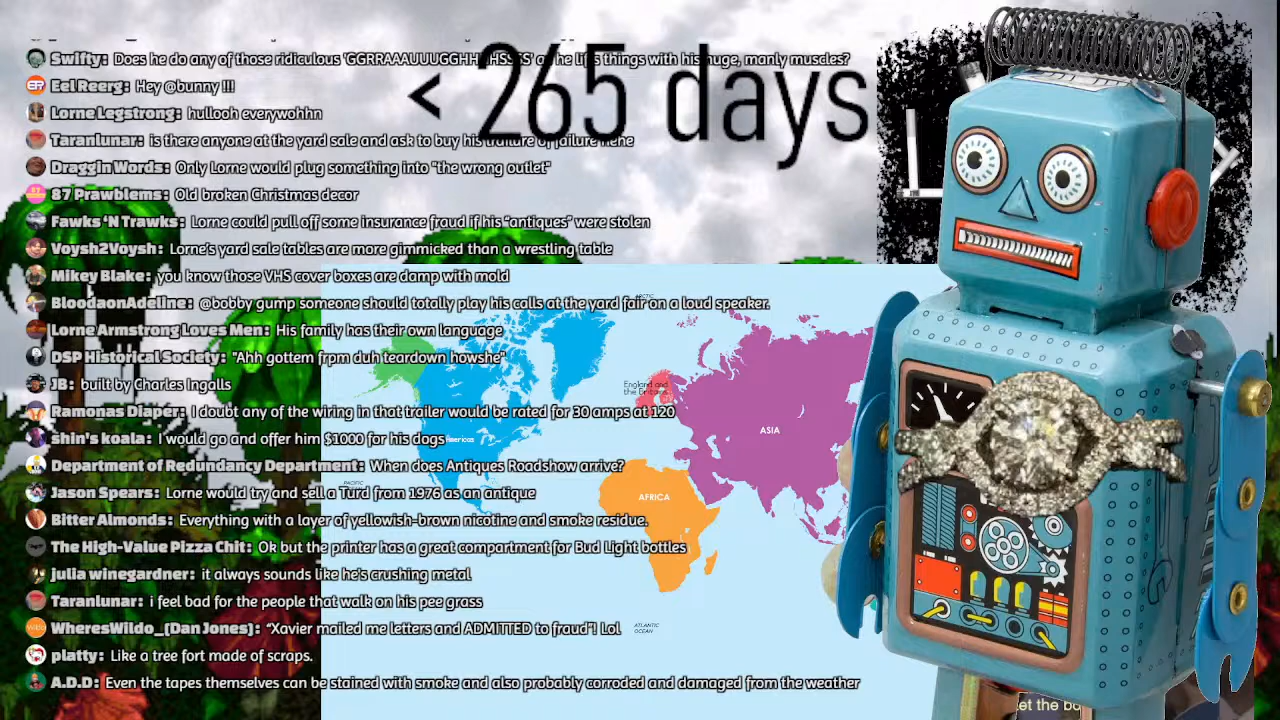 < 265 days
Swifty: Does he do any of those ridiculous 'GGRRAAAUUUGGHH HSSSS' as he lifts things with his huge, manly muscles?
Eel Reerg: Hey @bunny !!!
Lorne Legstrong: hullooh everywohhn
Taranlunar: is there anyone at the yard sale and ask to buy his trailure of failure hehe
Draggin Words: Only Lorne would plug something into "the wrong outlet"
87 Prawblems: Old broken Christmas decor
Fawks 'N Trawks: Lorne could pull off some insurance fraud if his "antiques" were stolen
Voysh2Voysh: Lorne's yard sale tables are more gimmicked than a wrestling table
Mikey Blake: you know those VHS cover boxes are damp with mold
BloodaonAdeline: @bobby gump someone should totally play his calls at the yard fair on a loud speaker.
Lorne Armstrong Loves Men: His family has their own language
DSP Historical Society: "Ahh gottem frpm duh teardown howshe"
JB: built by Charles Ingalls
Ramonas Diaper: I doubt any of the wiring in that trailer would be rated for 30 amps at 120
shin's koala: I would go and offer him $1000 for his dogs
Department of Redundancy Department: When does Antiques Roadshow arrive?
Jason Spears: Lorne would try and sell a Turd from 1976 as an antique
Bitter Almonds: Everything with a layer of yellowish-brown nicotine and smoke residue.
The High-Value Pizza Chit: Ok but the printer has a great compartment for Bud Light bottles
julia winegardner: it always sounds like he's crushing metal
Taranlunar: i feel bad for the people that walk on his pee grass
WheresWildo_(Dan Jones): "Xavier mailed me letters and ADMITTED to fraud"! Lol
platty: Like a tree fort made of scraps.
A.D.D: Even the tapes themselves can be stained with smoke and also probably corroded and damaged from the weather
England and
the Britains
ASIA
AFRICA
PACIFIC
ATLANTIC
OCEAN
et the bo